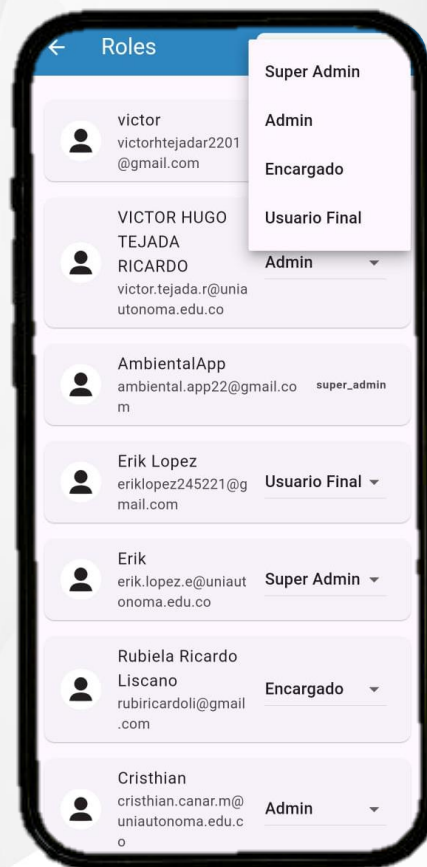 Roles
Super Admin
Admin
Encargado
Usuario Final
victor
victorhtejadar2201
@gmail.com
VICTOR HUGO
TEJADA
RICARDO
victor.tejada.r@unia
utonoma.edu.co
Admin
AmbientalApp
ambiental.app22@gmail.co
m
super_admin
Erik Lopez
eriklopez245221@g
mail.com
Usuario Final
Erik
erik.lopez.e@uniaut
onoma.edu.co
Super Admin
Rubiela Ricardo
Liscano
rubiricardoli@gmail
.com
Encargado
Cristhian
cristhian.canar.m@
uniautonoma.edu.c
o
Admin